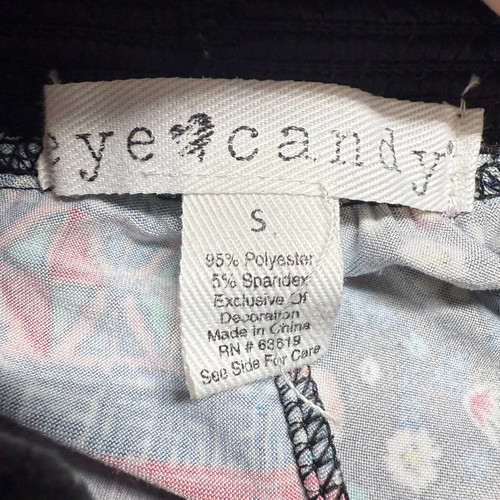 eye candy
S
95% Polyester
5% Spandex
Exclusive Of
Decoration
Made in China
RN # 63619
See Side For Care